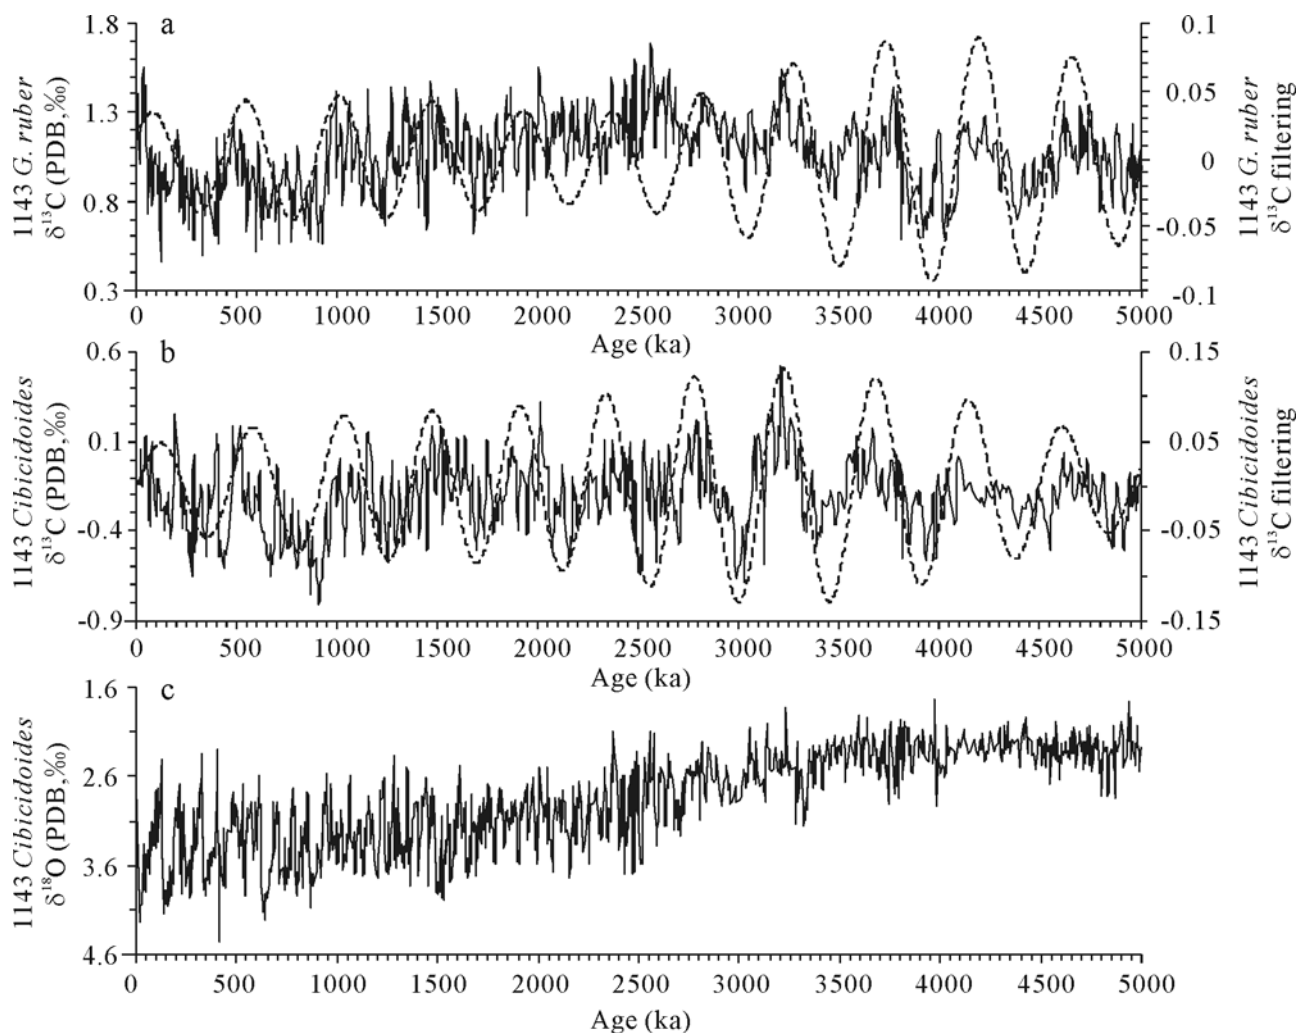 a
1143 G. ruber
δ¹³C (PDB,‰)
1.8
1.3
0.8
0.3
0.1
0.05
0
-0.05
-0.1
1143 G. ruber
δ¹³C filtering
0 500 1000 1500 2000 2500 3000 3500 4000 4500 5000
Age (ka)
b
1143 Cibicidoides
δ¹³C (PDB,‰)
0.6
0.1
-0.4
-0.9
0.15
0.05
-0.05
-0.15
1143 Cibicidoides
δ¹³C filtering
0 500 1000 1500 2000 2500 3000 3500 4000 4500 5000
Age (ka)
c
1143 Cibicidoides
δ¹⁸O (PDB,‰)
1.6
2.6
3.6
4.6
0 500 1000 1500 2000 2500 3000 3500 4000 4500 5000
Age (ka)